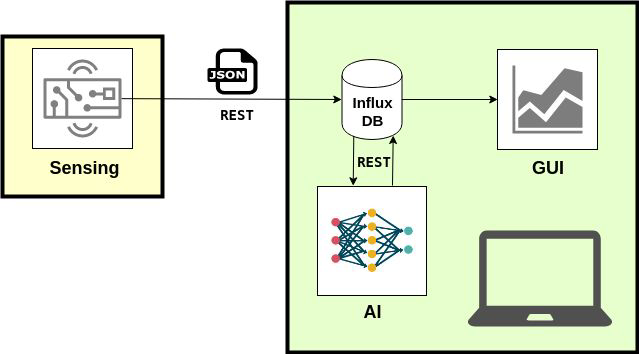 JSON
REST
Sensing
Influx
DB
REST
GUI
AI